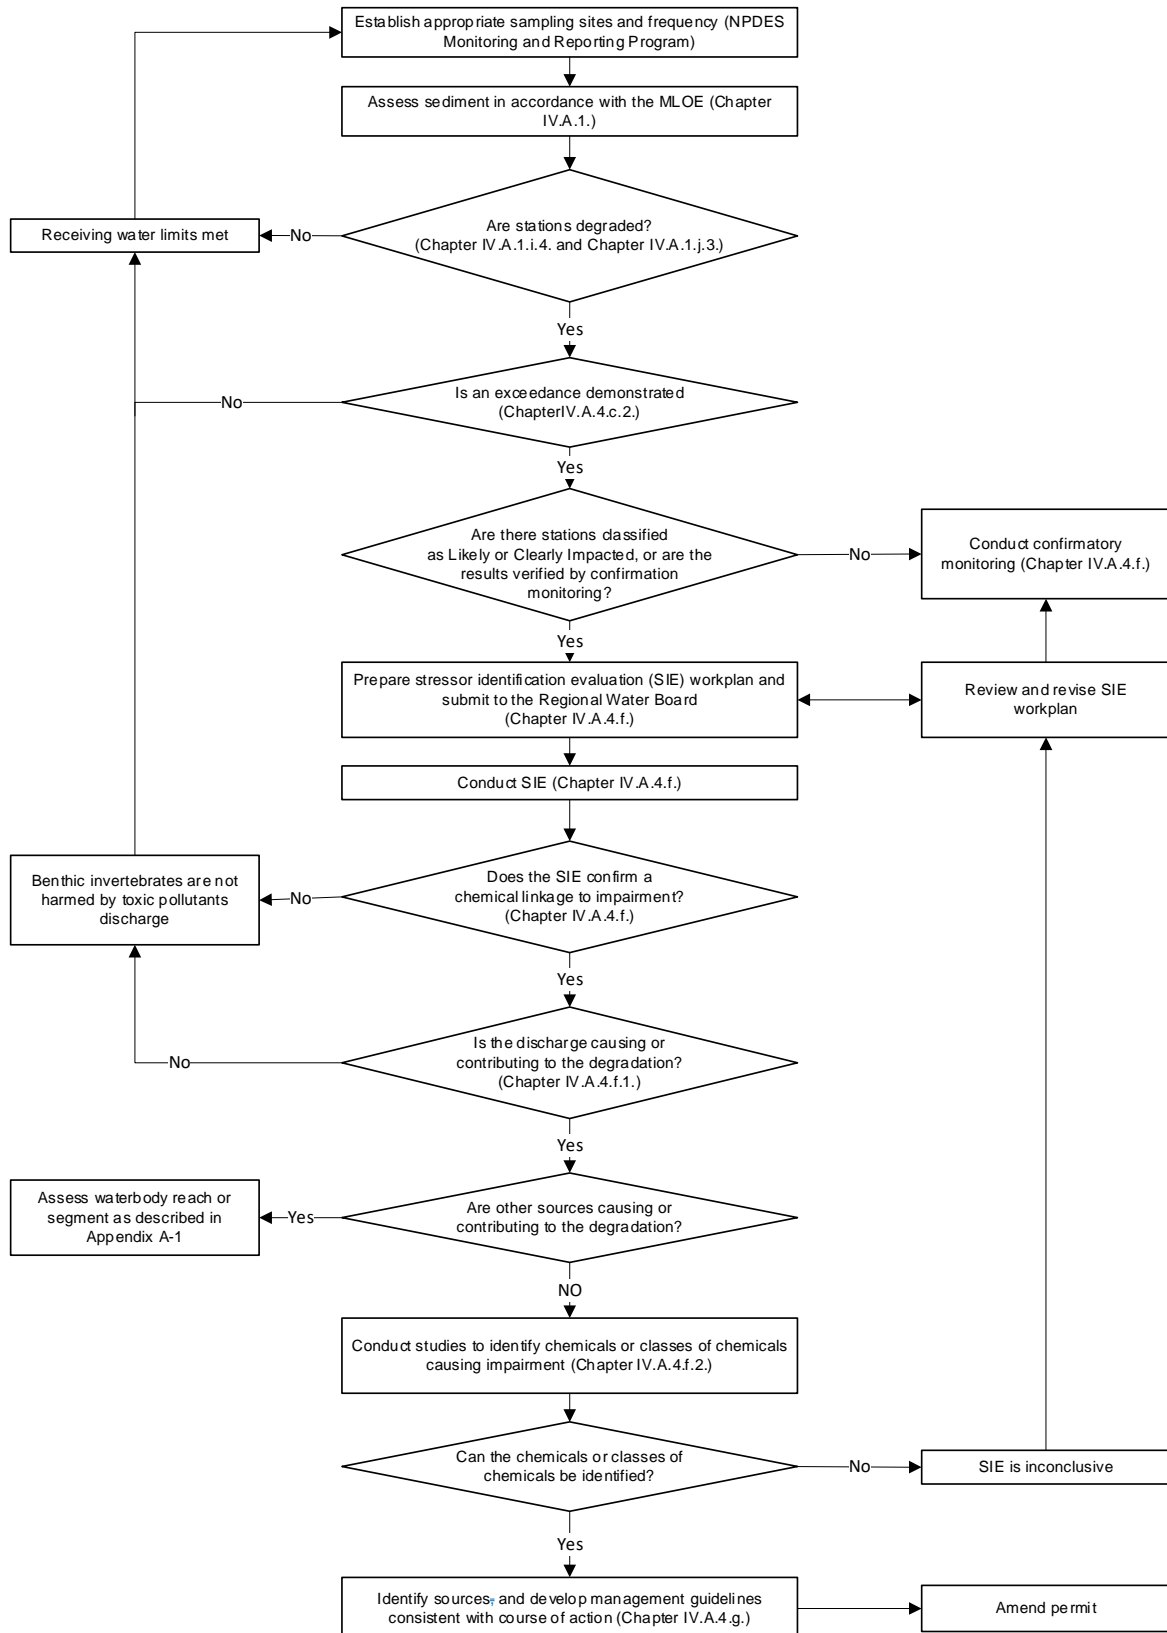 Establish appropriate sampling sites and frequency (NPDES
Monitoring and Reporting Program)
Assess sediment in accordance with the MLOE (Chapter
IV.A.1.)
Are stations degraded?
(Chapter IV.A.1.i.4. and Chapter IV.A.1.j.3.)
No
Receiving water limits met
Yes
Is an exceedance demonstrated
(ChapterIV.A.4.c.2.)
No
Yes
Are there stations classified
as Likely or Clearly Impacted, or are the
results verified by confirmation
monitoring?
No
Conduct confirmatory
monitoring (Chapter IV.A.4.f.)
Yes
Prepare stressor identification evaluation (SIE) workplan and
submit to the Regional Water Board
(Chapter IV.A.4.f.)
Review and revise SIE
workplan
Conduct SIE (Chapter IV.A.4.f.)
Does the SIE confirm a
chemical linkage to impairment?
(Chapter IV.A.4.f.)
No
Benthic invertebrates are not
harmed by toxic pollutants
discharge
Yes
Is the discharge causing or
contributing to the degradation?
(Chapter IV.A.4.f.1.)
No
Yes
Are other sources causing or
contributing to the degradation?
Yes
Assess waterbody reach or
segment as described in
Appendix A-1
NO
Conduct studies to identify chemicals or classes of chemicals
causing impairment (Chapter IV.A.4.f.2.)
Can the chemicals or classes of
chemicals be identified?
No
SIE is inconclusive
Yes
Identify sources, and develop management guidelines
consistent with course of action (Chapter IV.A.4.g.)
Amend permit